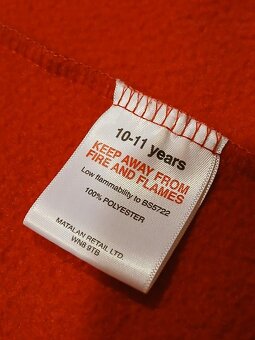 10-11 years
KEEP AWAY FROM
FIRE AND FLAMES
Low flammability to BS5722
100% POLYESTER
MATALAN RETAIL LTD.
WN8 9TB